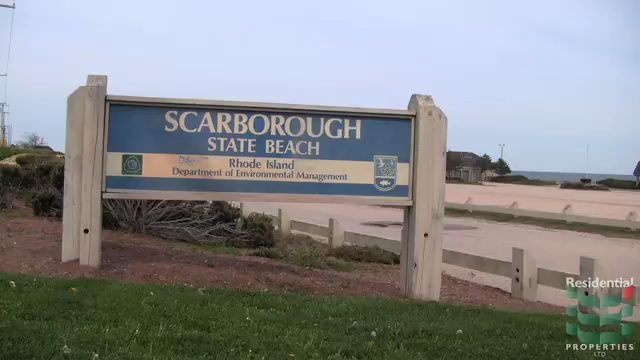 SCARBOROUGH
STATE BEACH
Rhode Island
Department of Environmental Management
Residential
PROPERTIES
LTD